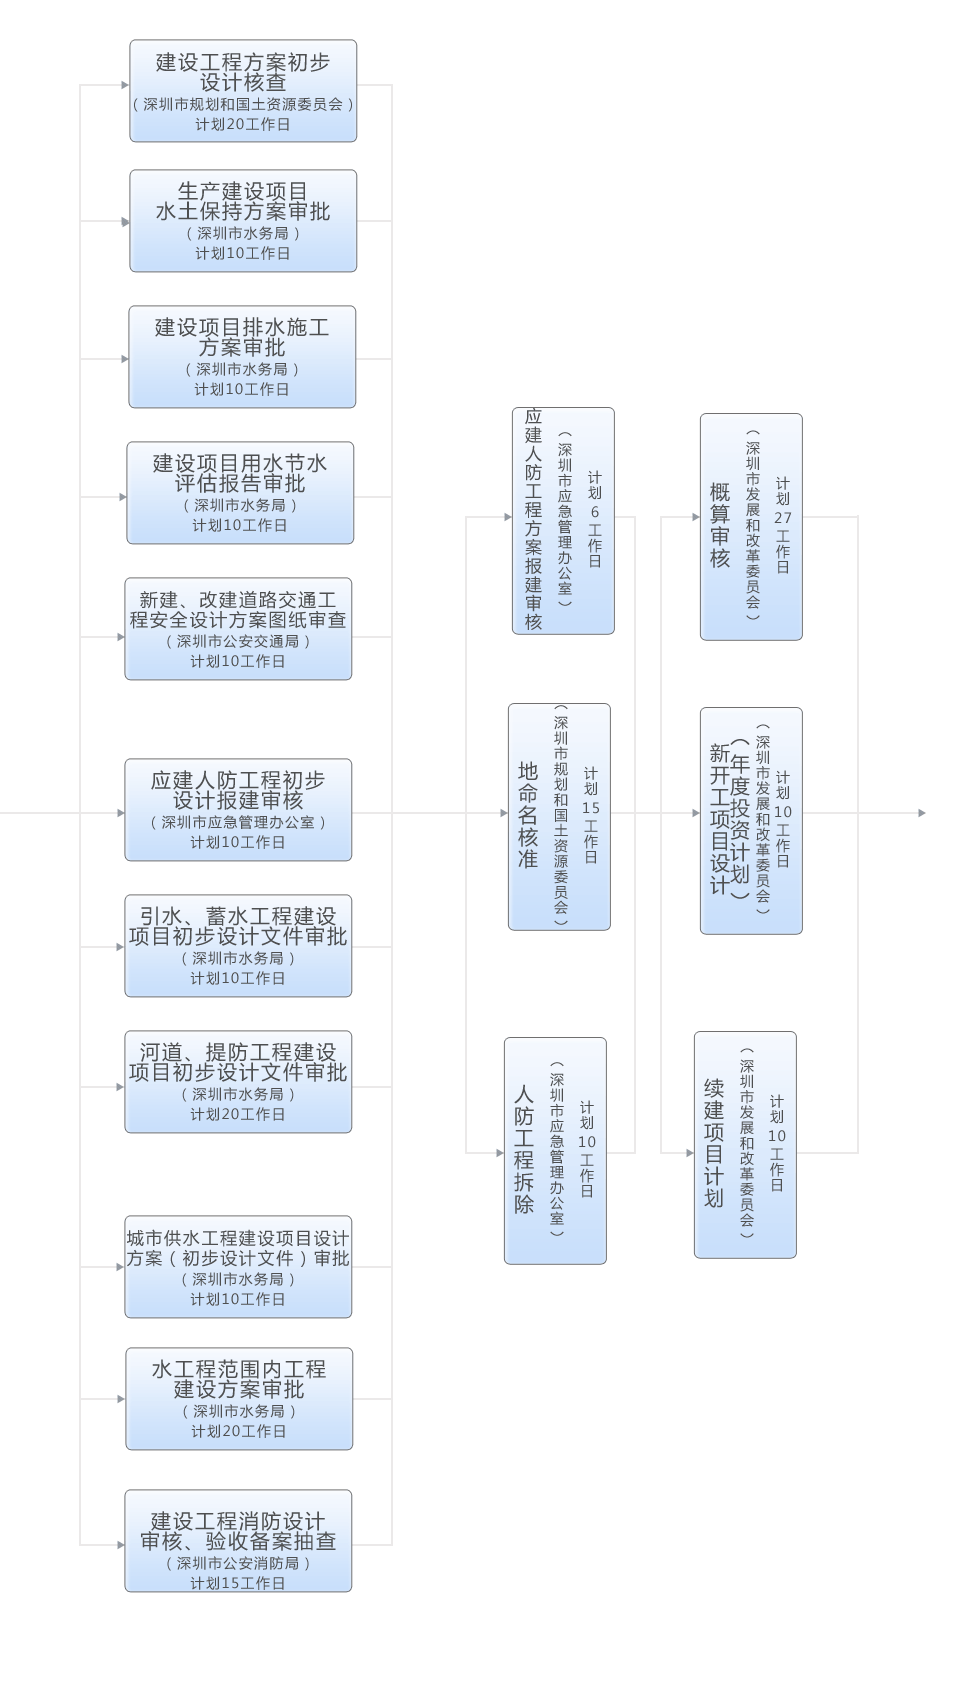 建设工程方案初步
设计核查
（深圳市规划和国土资源委员会）
计划20工作日
生产建设项目
水土保持方案审批
（深圳市水务局）
计划10工作日
建设项目排水施工
方案审批
（深圳市水务局）
计划10工作日
建设项目用水节水
评估报告审批
（深圳市水务局）
计划10工作日
新建、改建道路交通工
程安全设计方案图纸审查
（深圳市公安交通局）
计划10工作日
应建人防工程初步
设计报建审核
（深圳市应急管理办公室）
计划10工作日
引水、蓄水工程建设
项目初步设计文件审批
（深圳市水务局）
计划10工作日
河道、提防工程建设
项目初步设计文件审批
（深圳市水务局）
计划20工作日
城市供水工程建设项目设计
方案（初步设计文件）审批
（深圳市水务局）
计划10工作日
水工程范围内工程
建设方案审批
（深圳市水务局）
计划20工作日
建设工程消防设计
审核、验收备案抽查
（深圳市公安消防局）
计划15工作日
应建人防工程方案报建审核
（深圳市应急管理办公室）
计划6工作日
地命名核准
（深圳市规划和国土资源委员会）
计划15工作日
人防工程拆除
（深圳市应急管理办公室）
计划10工作日
概算审核
（深圳市发展和改革委员会）
计划27工作日
新开工项目设计
（年度投资计划）
（深圳市发展和改革委员会）
计划10工作日
续建项目计划
（深圳市发展和改革委员会）
计划10工作日